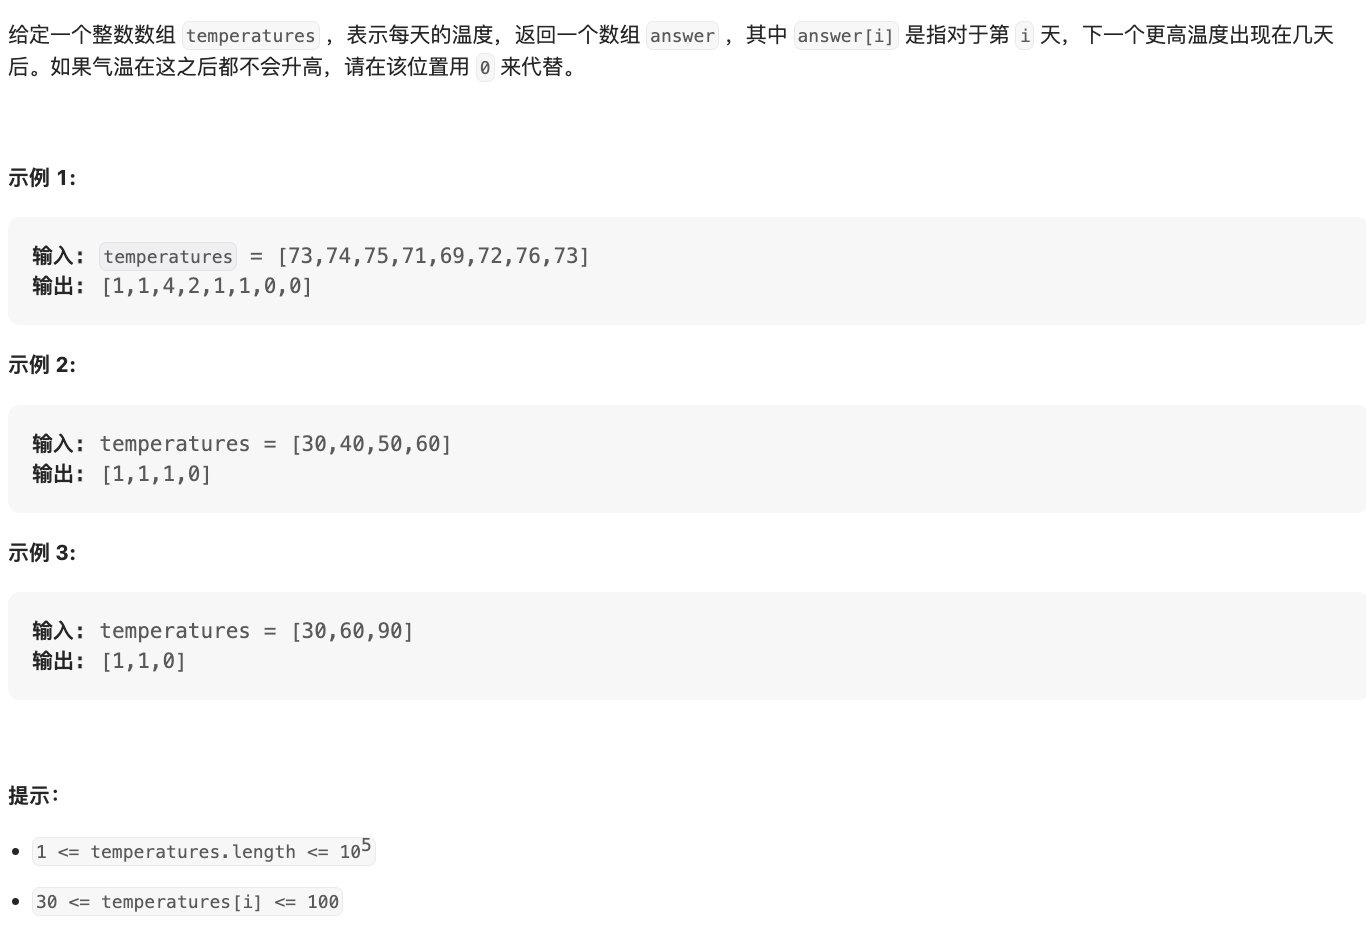 给定一个整数数组 temperatures ，表示每天的温度，返回一个数组 answer ，其中 answer[i] 是指对于第 i 天，下一个更高温度出现在几天
后。如果气温在这之后都不会升高，请在该位置用 0 来代替。
示例 1:
输入: temperatures = [73,74,75,71,69,72,76,73]
输出: [1,1,4,2,1,1,0,0]
示例 2:
输入: temperatures = [30,40,50,60]
输出: [1,1,1,0]
示例 3:
输入: temperatures = [30,60,90]
输出: [1,1,0]
提示：
• 1 <= temperatures.length <= 10⁵
• 30 <= temperatures[i] <= 100